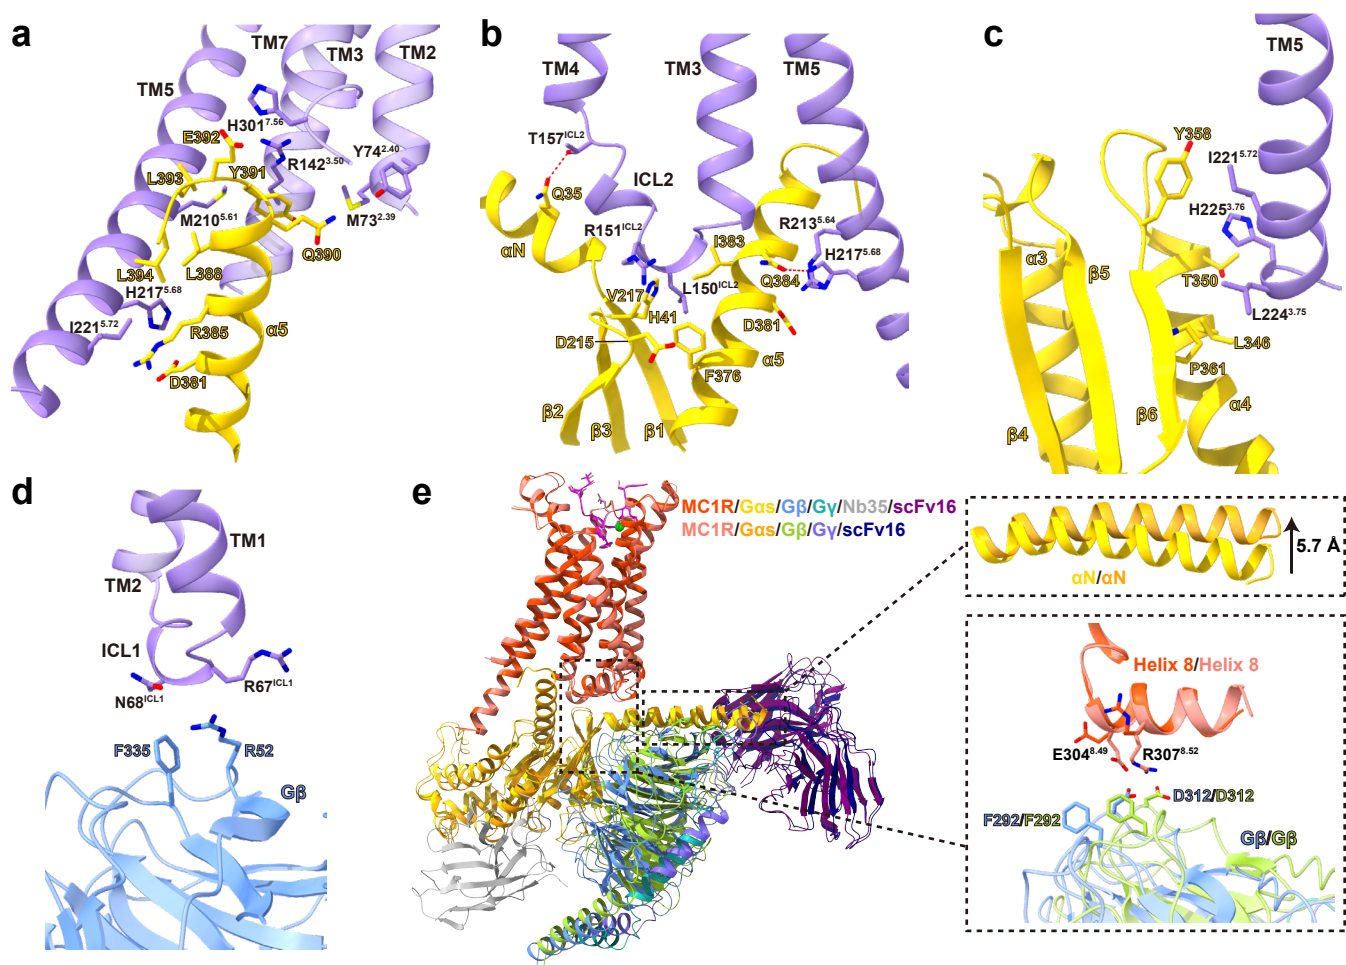 a
TM7
TM3
TM2
TM5
H301^7.56
E392
R142^3.50
Y74^2.40
L393
Y391
M210^5.61
M73^2.39
Q390
L394
L388
H217^5.68
I221^5.72
R385
α5
D381
b
TM4
TM3
TM5
T157^ICL2
Q35
ICL2
R151^ICL2
R213^5.64
αN
I383
H217^5.68
Q384
V217
L150^ICL2
H41
D381
D215
α5
F376
β2
β3
β1
c
TM5
Y358
I221^5.72
H225^3.76
α3
β5
T350
L224^3.75
L346
P361
β4
β6
α4
d
TM1
TM2
ICL1
R67^ICL1
N68^ICL1
F335
R52
Gβ
e
MC1R/Gαs/Gβ/Gγ/Nb35/scFv16
MC1R/Gαs/Gβ/Gγ/scFv16
5.7 Å
αN/αN
Helix 8/Helix 8
E304^8.49
R307^8.52
D312/D312
F292/F292
Gβ/Gβ